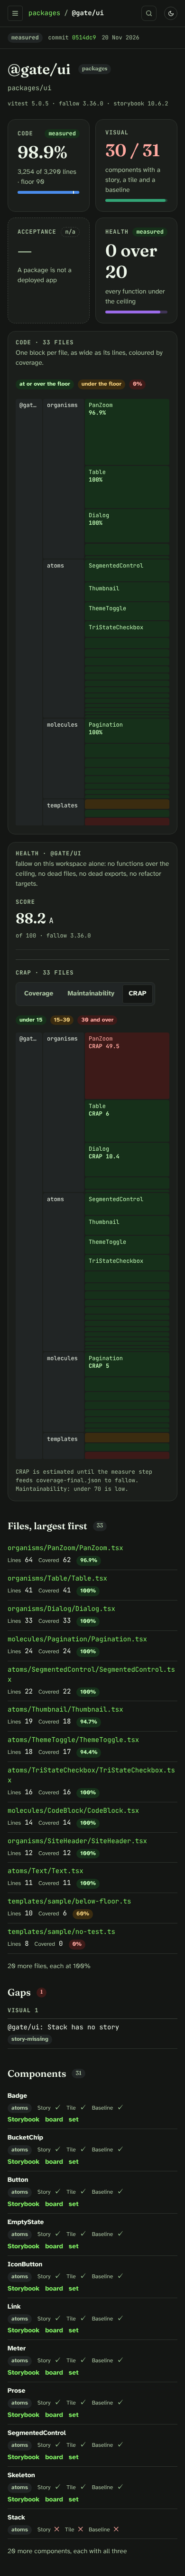 packages / @gate/ui
measured commit 0514dc9 20 Nov 2026
@gate/ui packages
packages/ui
vitest 5.0.5 · fallow 3.36.0 · storybook 10.6.2
CODE measured
98.9%
3,254 of 3,290 lines · floor 90
VISUAL
30 / 31
components with a story, a tile and a baseline
ACCEPTANCE n/a
—
A package is not a deployed app
HEALTH measured
0 over 20
every function under the ceiling
CODE · 33 FILES
One block per file, as wide as its lines, coloured by coverage.
at or over the floor under the floor 0%
@gat… organisms PanZoom
96.9%
Table
100%
Dialog
100%
atoms SegmentedControl
Thumbnail
ThemeToggle
TriStateCheckbox
molecules Pagination
100%
templates
HEALTH · @GATE/UI
fallow on this workspace alone: no functions over the ceiling, no dead files, no dead exports, no refactor targets.
SCORE
88.2 A
of 100 · fallow 3.36.0
CRAP · 33 FILES
Coverage Maintainability CRAP
under 15 15–30 30 and over
@gat… organisms PanZoom
CRAP 49.5
Table
CRAP 6
Dialog
CRAP 10.4
atoms SegmentedControl
Thumbnail
ThemeToggle
TriStateCheckbox
molecules Pagination
CRAP 5
templates
CRAP is estimated until the measure step feeds coverage-final.json to fallow. Maintainability: under 70 is low.
Files, largest first 33
organisms/PanZoom/PanZoom.tsx
Lines 64 Covered 62 96.9%
organisms/Table/Table.tsx
Lines 41 Covered 41 100%
organisms/Dialog/Dialog.tsx
Lines 33 Covered 33 100%
molecules/Pagination/Pagination.tsx
Lines 24 Covered 24 100%
atoms/SegmentedControl/SegmentedControl.tsx
Lines 22 Covered 22 100%
atoms/Thumbnail/Thumbnail.tsx
Lines 19 Covered 18 94.7%
atoms/ThemeToggle/ThemeToggle.tsx
Lines 18 Covered 17 94.4%
atoms/TriStateCheckbox/TriStateCheckbox.tsx
Lines 16 Covered 16 100%
molecules/CodeBlock/CodeBlock.tsx
Lines 14 Covered 14 100%
organisms/SiteHeader/SiteHeader.tsx
Lines 12 Covered 12 100%
atoms/Text/Text.tsx
Lines 11 Covered 11 100%
templates/sample/below-floor.ts
Lines 10 Covered 6 60%
templates/sample/no-test.ts
Lines 8 Covered 0 0%
20 more files, each at 100%
Gaps 1
VISUAL 1
@gate/ui: Stack has no story
story-missing
Components 31
Badge
atoms Story ✓ Tile ✓ Baseline ✓
Storybook board set
BucketChip
atoms Story ✓ Tile ✓ Baseline ✓
Storybook board set
Button
atoms Story ✓ Tile ✓ Baseline ✓
Storybook board set
EmptyState
atoms Story ✓ Tile ✓ Baseline ✓
Storybook board set
IconButton
atoms Story ✓ Tile ✓ Baseline ✓
Storybook board set
Link
atoms Story ✓ Tile ✓ Baseline ✓
Storybook board set
Meter
atoms Story ✓ Tile ✓ Baseline ✓
Storybook board set
Prose
atoms Story ✓ Tile ✓ Baseline ✓
Storybook board set
SegmentedControl
atoms Story ✓ Tile ✓ Baseline ✓
Storybook board set
Skeleton
atoms Story ✓ Tile ✓ Baseline ✓
Storybook board set
Stack
atoms Story ✗ Tile ✗ Baseline ✗
20 more components, each with all three